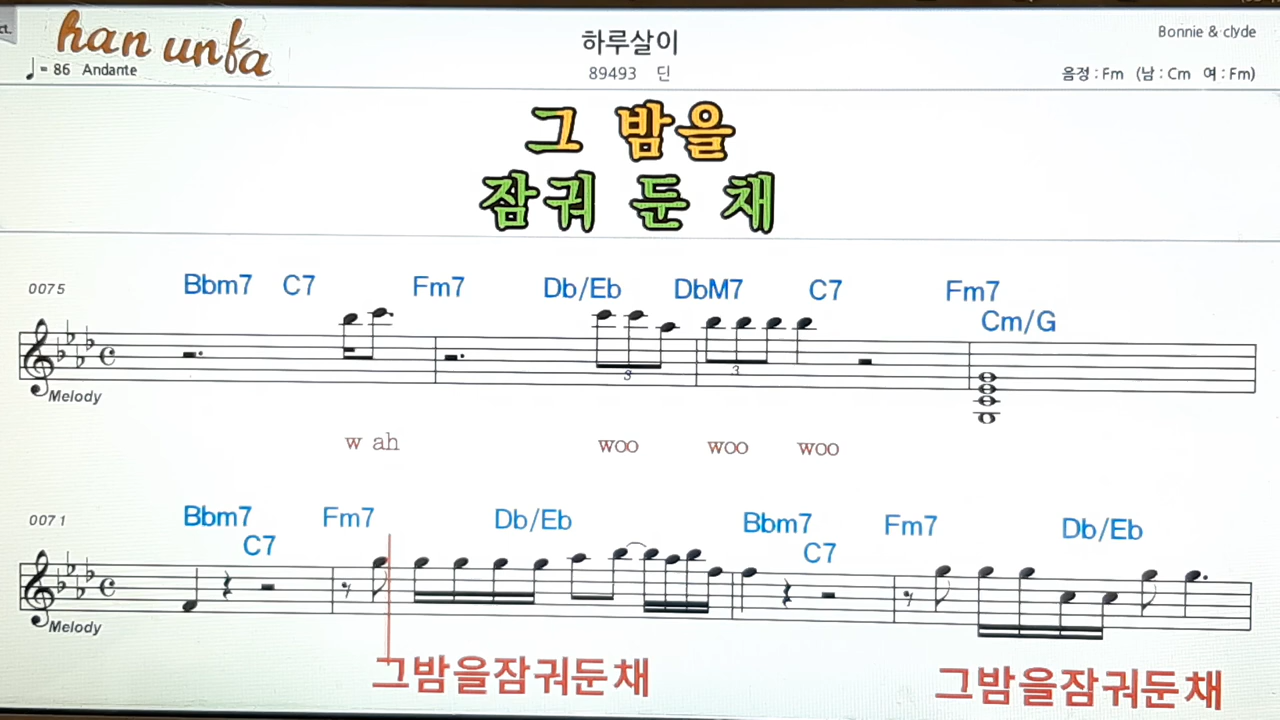 ct.
han unfa
♩= 86 Andante
하루살이
89493 딘
Bonnie & clyde
음정 : Fm (남 : Cm 여 : Fm)
그 밤을
잠궈 둔 채
0075
Bbm7 C7 Fm7 Db/Eb DbM7 C7 Fm7
Cm/G
3 3
Melody
w ah woo woo woo
0071
Bbm7 Fm7 Db/Eb Bbm7 Fm7 Db/Eb
C7 C7
Melody
그밤을잠궈둔채 그밤을잠궈둔채